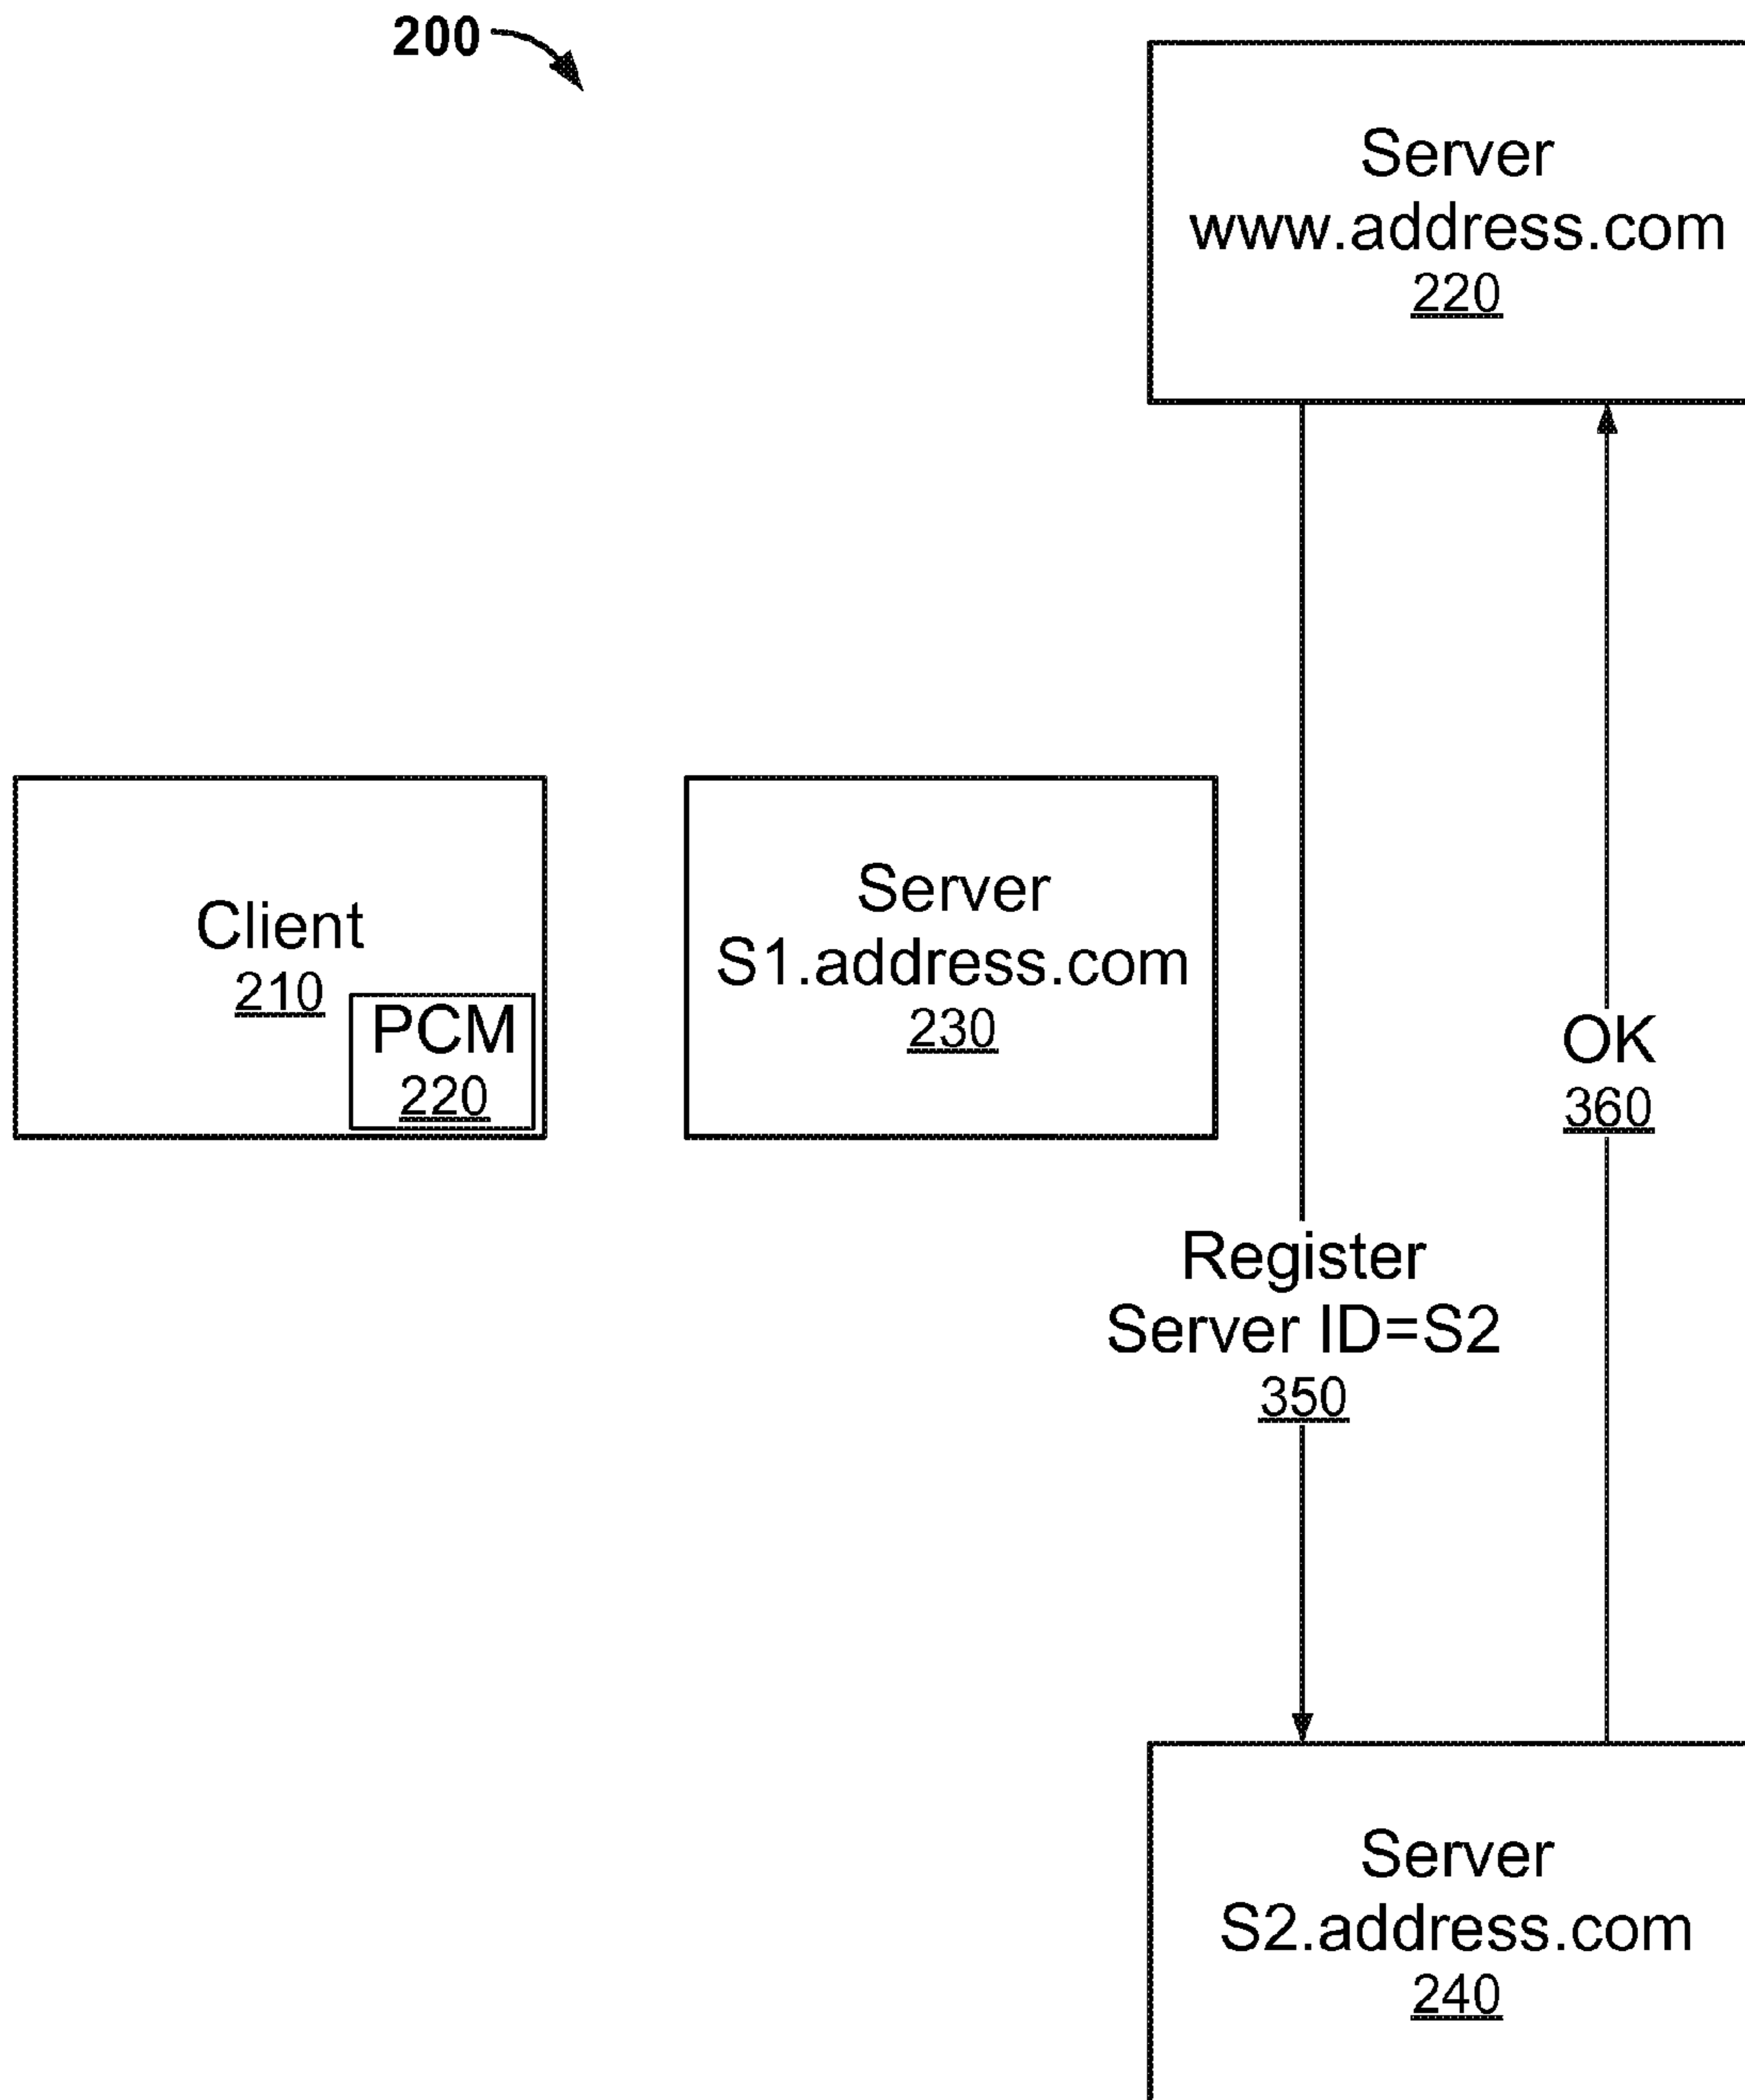 200
Server
www.address.com
220
Client
210
PCM
220
Server
S1.address.com
230
OK
360
Register
Server ID=S2
350
Server
S2.address.com
240